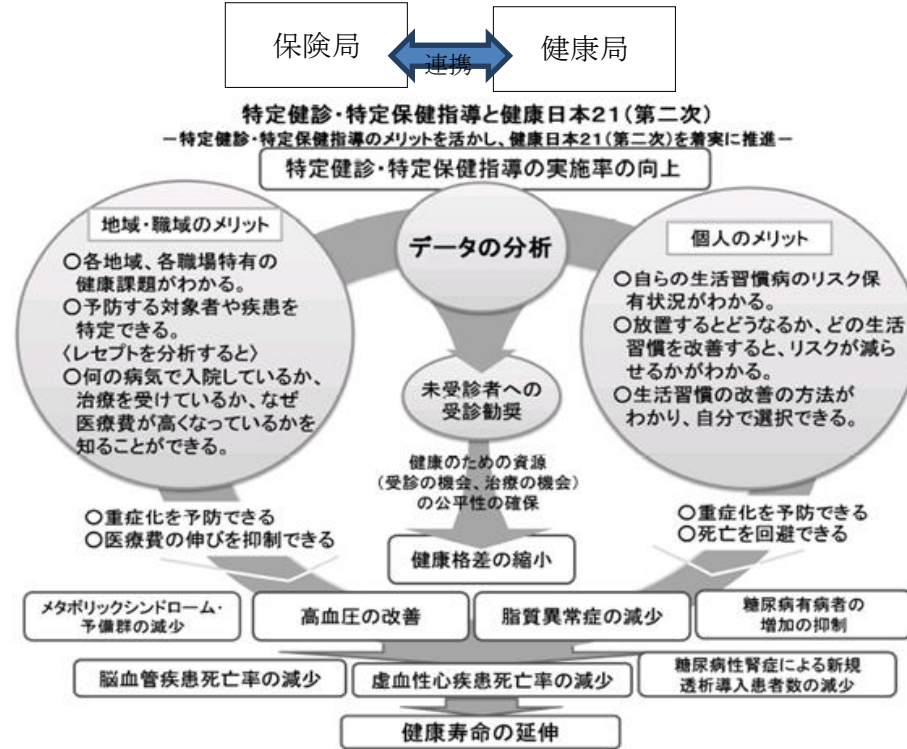 保険局
連携
健康局
特定健診・特定保健指導と健康日本21(第二次)
－特定健診・特定保健指導のメリットを活かし、健康日本21(第二次)を着実に推進－
特定健診・特定保健指導の実施率の向上
地域・職域のメリット
○各地域、各職場特有の
健康課題がわかる。
○予防する対象者や疾患を
特定できる。
〈レセプトを分析すると〉
○何の病気で入院しているか、
治療を受けているか、なぜ
医療費が高くなっているかを
知ることができる。
データの分析
個人のメリット
○自らの生活習慣病のリスク保
有状況がわかる。
○放置するとどうなるか、どの生活
習慣を改善すると、リスクが減ら
せるかがわかる。
○生活習慣の改善の方法が
わかり、自分で選択できる。
未受診者への
受診勧奨
健康のための資源
(受診の機会、治療の機会)
の公平性の確保
○重症化を予防できる
○医療費の伸びを抑制できる
○重症化を予防できる
○死亡を回避できる
健康格差の縮小
メタボリックシンドローム・
予備群の減少
高血圧の改善
脂質異常症の減少
糖尿病有病者の
増加の抑制
脳血管疾患死亡率の減少
虚血性心疾患死亡率の減少
糖尿病性腎症による新規
透析導入患者数の減少
健康寿命の延伸